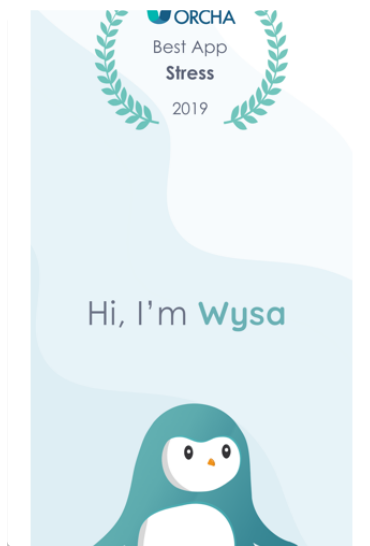 ORCHA
Best App
Stress
2019
Hi, I'm Wysa